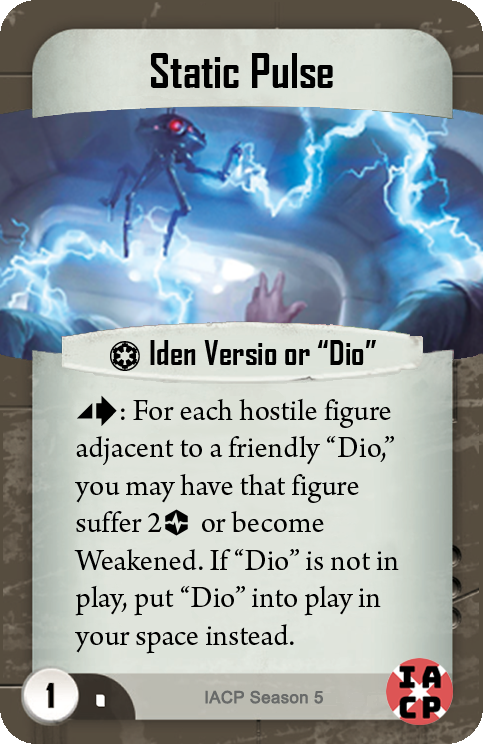 Static Pulse
Iden Versio or “Dio”
: For each hostile figure
adjacent to a friendly “Dio,”
you may have that figure
suffer 2 or become
Weakened. If “Dio” is not in
play, put “Dio” into play in
your space instead.
1
IACP Season 5
IA
CP